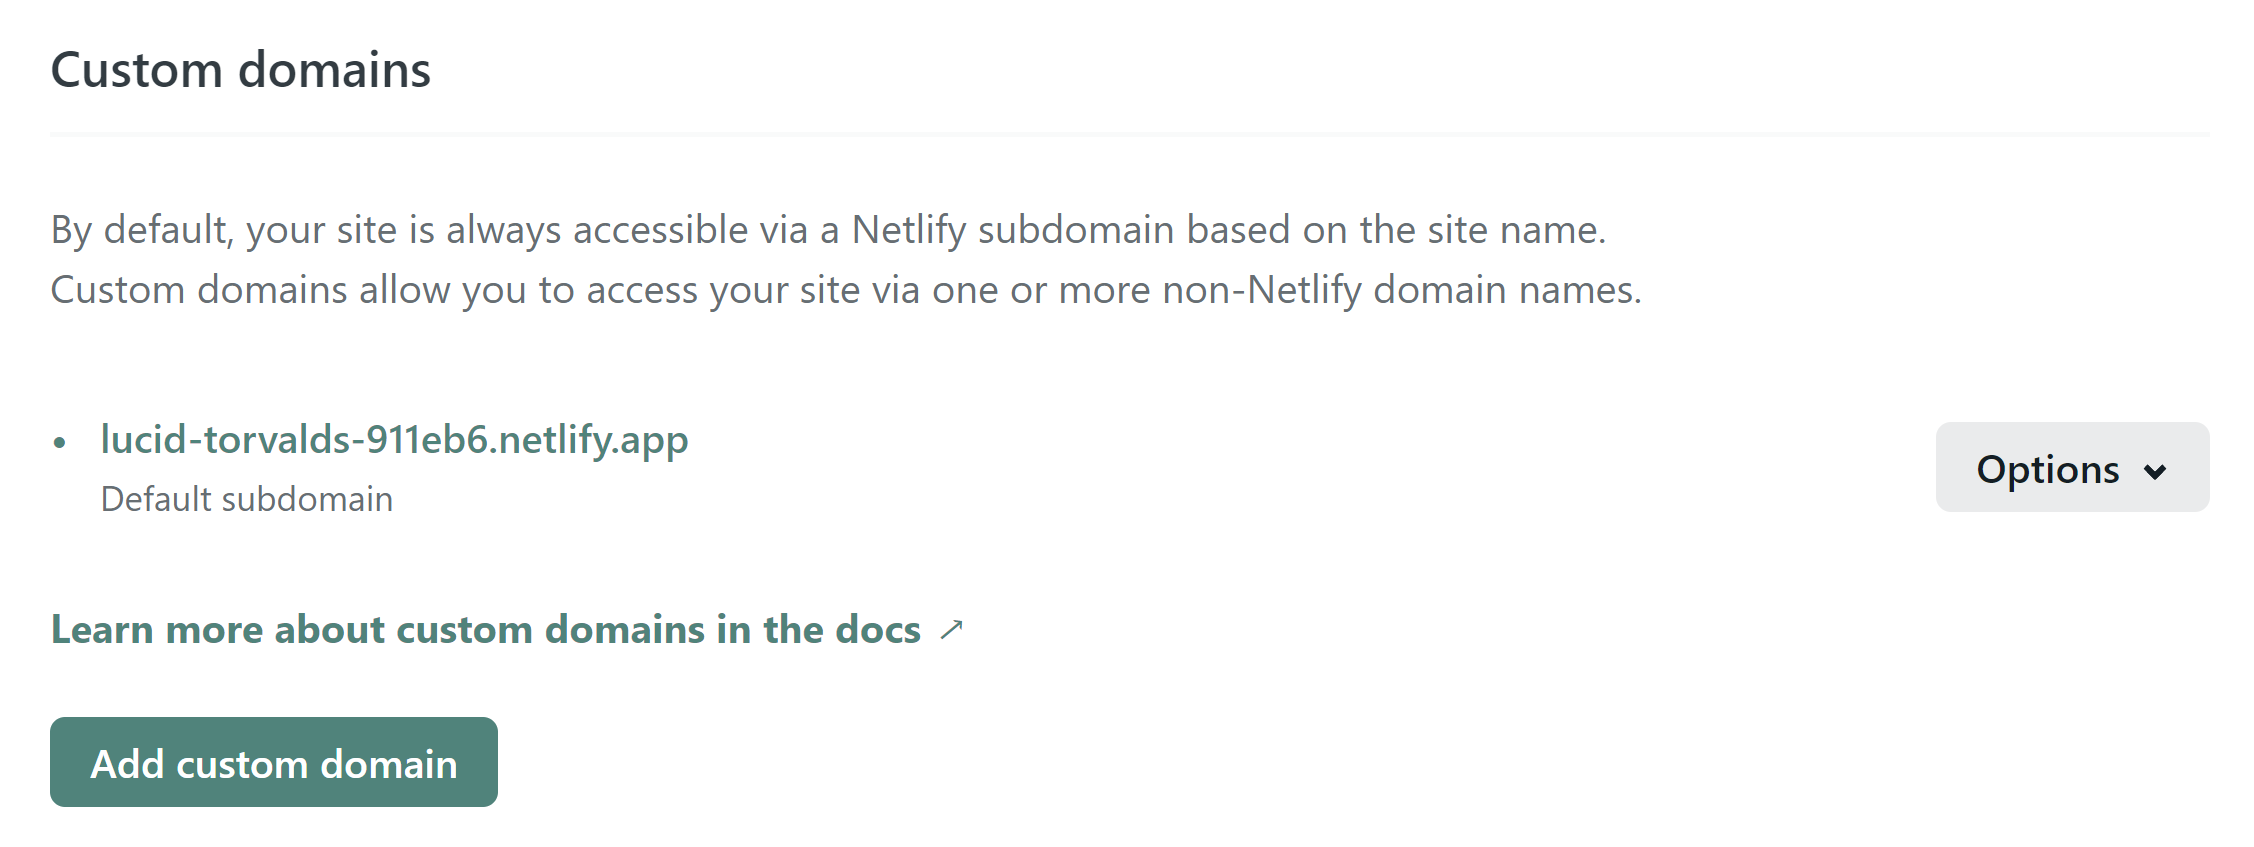 Custom domains
By default, your site is always accessible via a Netlify subdomain based on the site name.
Custom domains allow you to access your site via one or more non-Netlify domain names.
• lucid-torvalds-911eb6.netlify.app
Options
Default subdomain
Learn more about custom domains in the docs ↗
Add custom domain